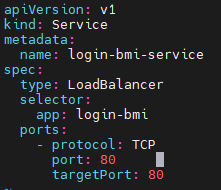 apiVersion: v1
kind: Service
metadata:
  name: login-bmi-service
spec:
  type: LoadBalancer
  selector:
    app: login-bmi
  ports:
    - protocol: TCP
      port: 80
      targetPort: 80